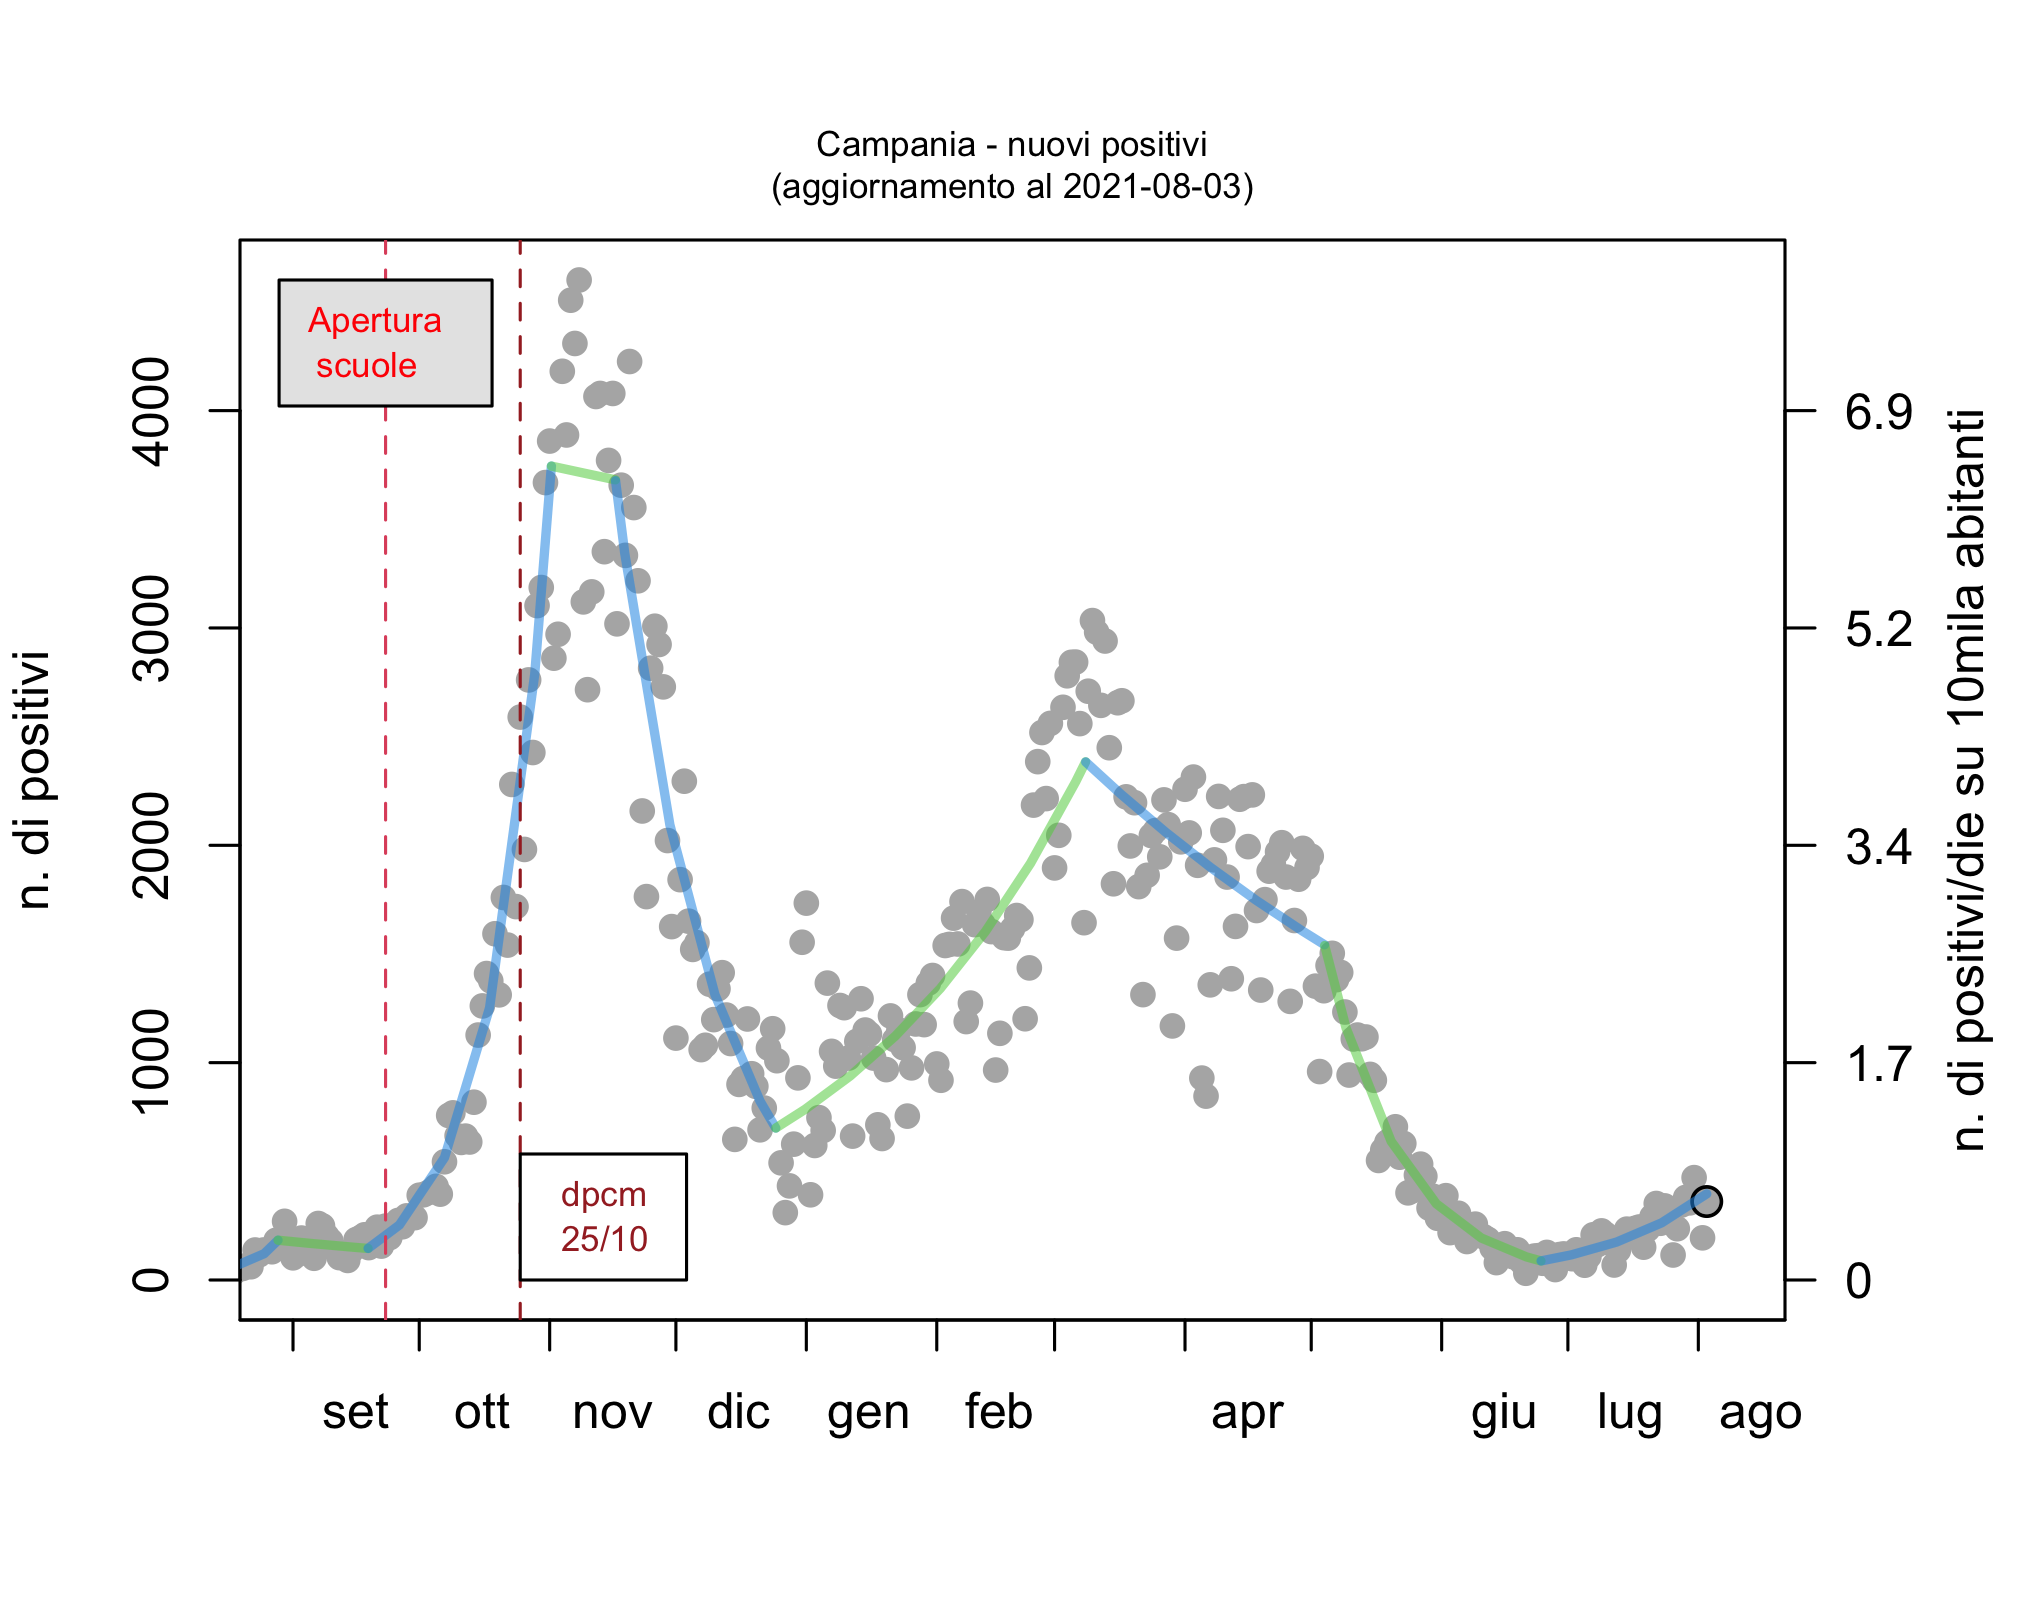 Campania - nuovi positivi
(aggiornamento al 2021-08-03)
Apertura
scuole
dpcm
25/10
n. di positivi
0
1000
2000
3000
4000
n. di positivi/die su 10mila abitanti
6.9
5.2
3.4
1.7
0
set ott nov dic gen feb apr giu lug ago